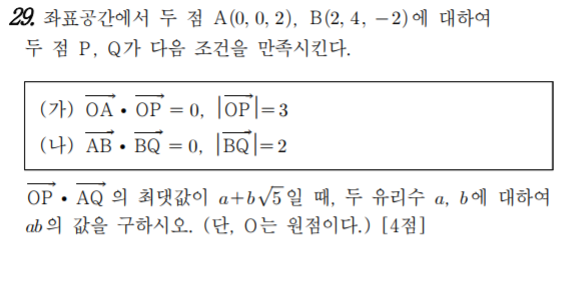 29. 좌표공간에서 두 점 A(0, 0, 2), B(2, 4, −2)에 대하여
두 점 P, Q가 다음 조건을 만족시킨다.
(가) $\overrightarrow{OA} \cdot \overrightarrow{OP} = 0$, $|\overrightarrow{OP}| = 3$
(나) $\overrightarrow{AB} \cdot \overrightarrow{BQ} = 0$, $|\overrightarrow{BQ}| = 2$
$\overrightarrow{OP} \cdot \overrightarrow{AQ}$의 최댓값이 $a+b\sqrt{5}$일 때, 두 유리수 a, b에 대하여
ab의 값을 구하시오. (단, O는 원점이다.) [4점]